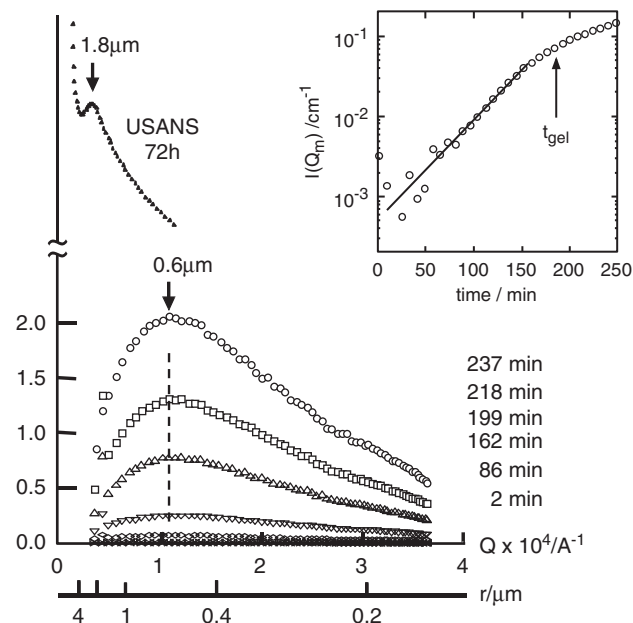 1.8μm
USANS
72h
0.6μm
2.0
1.5
1.0
0.5
0.0
0
1
2
3
4
Q x 10⁴/A⁻¹
4
1
0.4
0.2
r/μm
237 min
218 min
199 min
162 min
86 min
2 min
I(Qₘ) /cm⁻¹
10⁻¹
10⁻²
10⁻³
t_gel
0
50
100
150
200
250
time / min